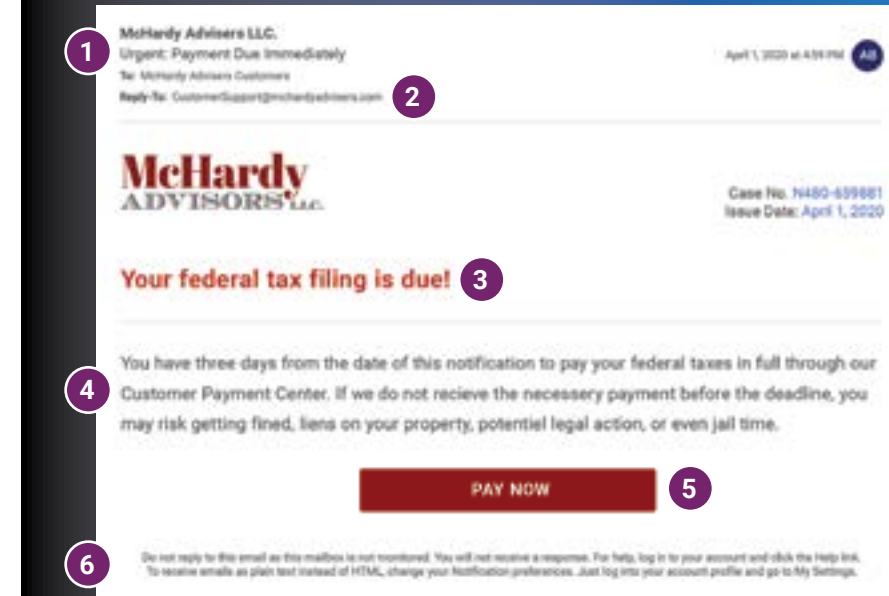 McHardy Advisers LLC.
1
Urgent: Payment Due Immediately
April 1, 2020 at 4:59 PM AB
To: McHardy Advisers Customers
Reply-To: CustomerSupport@mchardyadvisers.com 2
McHardy
ADVISORS LLC.
Case No. N480-659881
Issue Date: April 1, 2020
Your federal tax filing is due! 3
You have three days from the date of this notification to pay your federal taxes in full through our
4 Customer Payment Center. If we do not recieve the necessery payment before the deadline, you
may risk getting fined, liens on your property, potentiel legal action, or even jail time.
PAY NOW 5
6 Do not reply to this email as this mailbox is not monitored. You will not receive a response. For help, log in to your account and click the Help link.
To receive emails as plain text instead of HTML, change your Notification preferences. Just log into your account profile and go to My Settings.